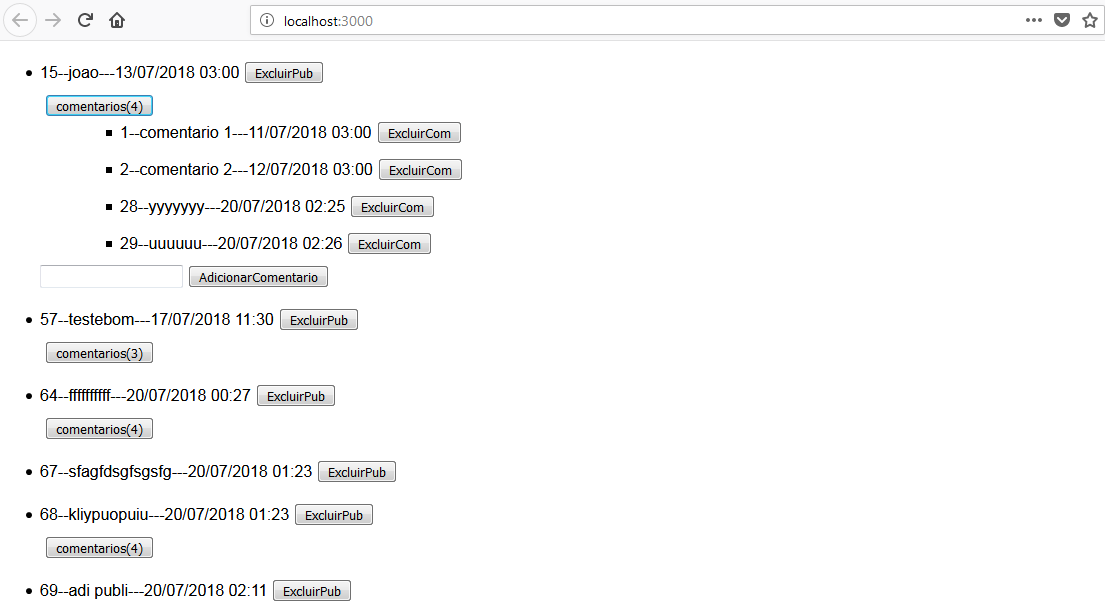 localhost:3000
15--joao---13/07/2018 03:00 ExcluirPub
comentarios(4)
1--comentario 1---11/07/2018 03:00 ExcluirCom
2--comentario 2---12/07/2018 03:00 ExcluirCom
28--yyyyyyy---20/07/2018 02:25 ExcluirCom
29--uuuuuu---20/07/2018 02:26 ExcluirCom
AdicionarComentario
57--testebom---17/07/2018 11:30 ExcluirPub
comentarios(3)
64--ffffffffff---20/07/2018 00:27 ExcluirPub
comentarios(4)
67--sfagfdsgfsgsfg---20/07/2018 01:23 ExcluirPub
68--kliypuopuiu---20/07/2018 01:23 ExcluirPub
comentarios(4)
69--adi publi---20/07/2018 02:11 ExcluirPub